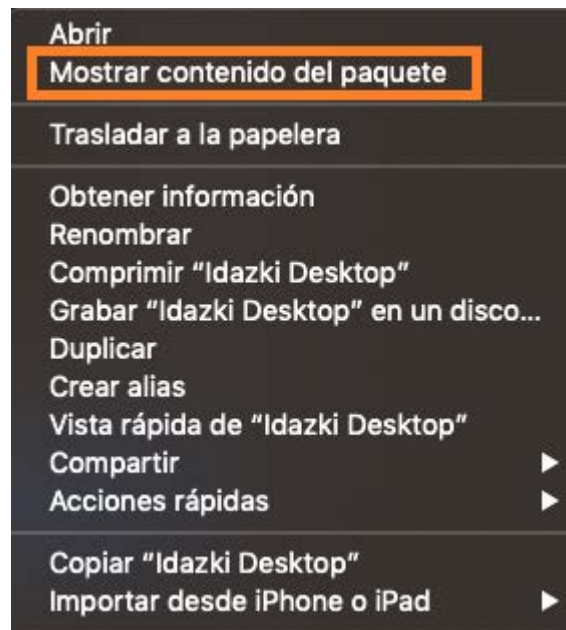 Abrir
Mostrar contenido del paquete
Trasladar a la papelera
Obtener información
Renombrar
Comprimir “Idazki Desktop”
Grabar “Idazki Desktop” en un disco...
Duplicar
Crear alias
Vista rápida de “Idazki Desktop”
Compartir
Acciones rápidas
Copiar “Idazki Desktop”
Importar desde iPhone o iPad